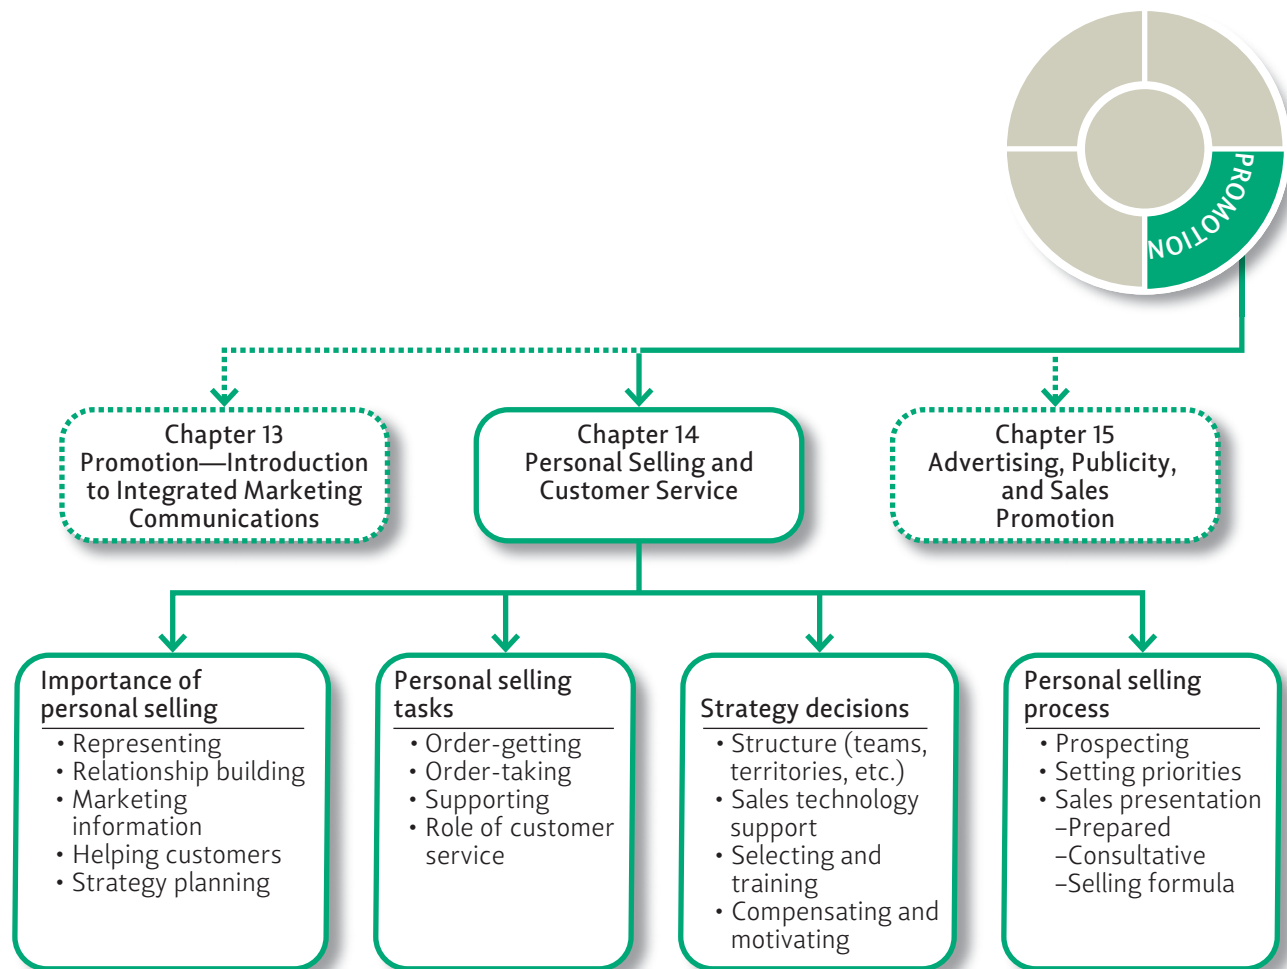 PROMOTION
Chapter 13
Promotion—Introduction
to Integrated Marketing
Communications
Chapter 14
Personal Selling and
Customer Service
Chapter 15
Advertising, Publicity,
and Sales
Promotion
Importance of
personal selling
• Representing
• Relationship building
• Marketing
information
• Helping customers
• Strategy planning
Personal selling
tasks
• Order-getting
• Order-taking
• Supporting
• Role of customer
service
Strategy decisions
• Structure (teams,
territories, etc.)
• Sales technology
support
• Selecting and
training
• Compensating and
motivating
Personal selling
process
• Prospecting
• Setting priorities
• Sales presentation
–Prepared
–Consultative
–Selling formula